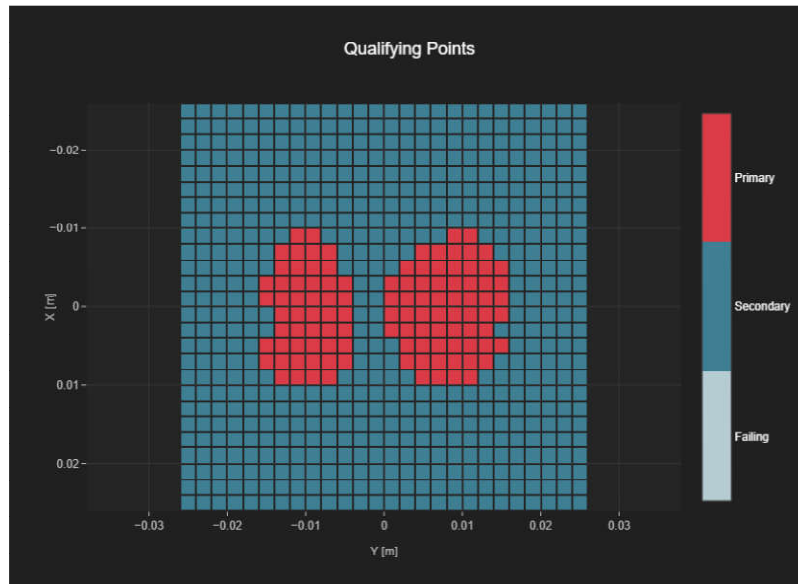 Qualifying Points
−0.02
−0.01
0
0.01
0.02
X [m]
−0.03
−0.02
−0.01
0
0.01
0.02
0.03
Y [m]
Primary
Secondary
Failing